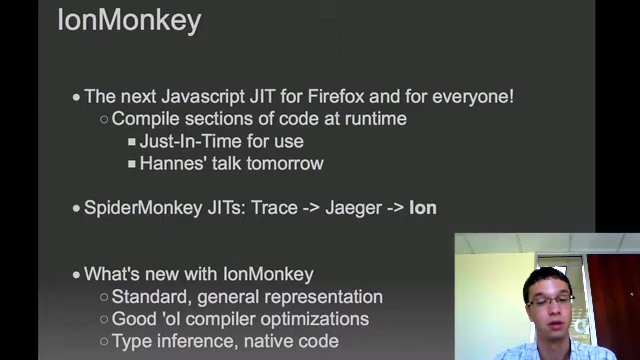 IonMonkey
● The next Javascript JIT for Firefox and for everyone!
○ Compile sections of code at runtime
■ Just-In-Time for use
■ Hannes' talk tomorrow
● SpiderMonkey JITs: Trace -> Jaeger -> Ion
● What's new with IonMonkey
○ Standard, general representation
○ Good 'ol compiler optimizations
○ Type inference, native code